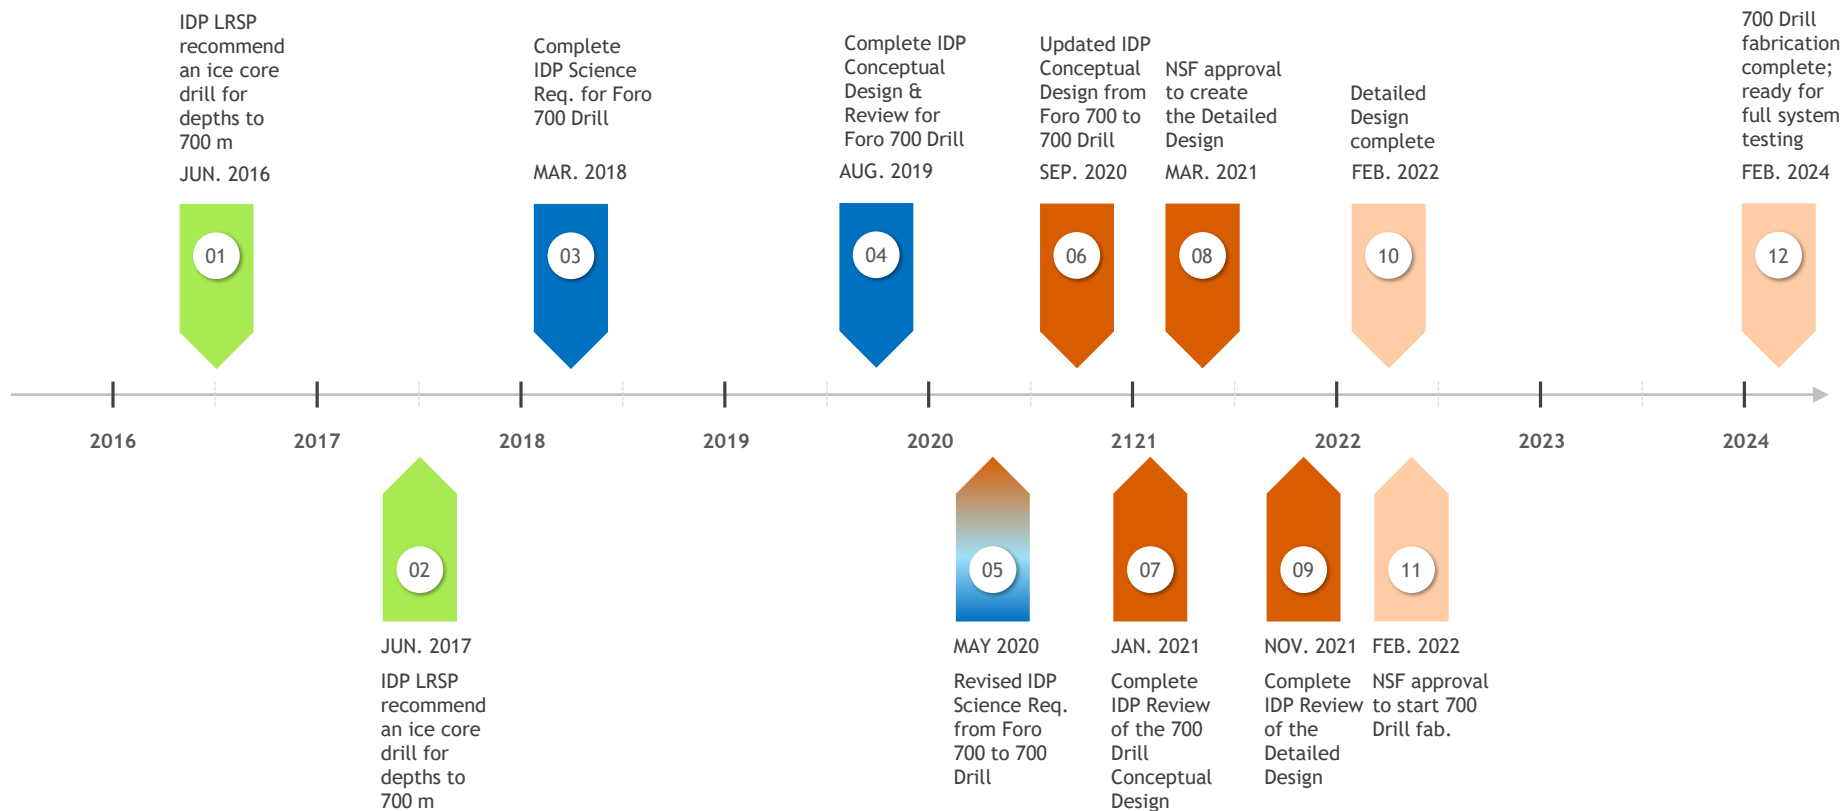 IDP LRSP
recommend
an ice core
drill for
depths to
700 m
JUN. 2016
01
Complete
IDP Science
Req. for Foro
700 Drill
MAR. 2018
03
Complete IDP
Conceptual
Design &
Review for
Foro 700 Drill
AUG. 2019
04
Updated IDP
Conceptual
Design from
Foro 700 to
700 Drill
SEP. 2020
06
NSF approval
to create
the Detailed
Design
MAR. 2021
08
Detailed
Design
complete
FEB. 2022
10
700 Drill
fabrication
complete;
ready for
full system
testing
FEB. 2024
12
2016
2017
2018
2019
2020
2121
2022
2023
2024
02
JUN. 2017
IDP LRSP
recommend
an ice core
drill for
depths to
700 m
05
MAY 2020
Revised IDP
Science Req.
from Foro
700 to 700
Drill
07
JAN. 2021
Complete
IDP Review
of the 700
Drill
Conceptual
Design
09
NOV. 2021
Complete
IDP Review
of the
Detailed
Design
11
FEB. 2022
NSF approval
to start 700
Drill fab.